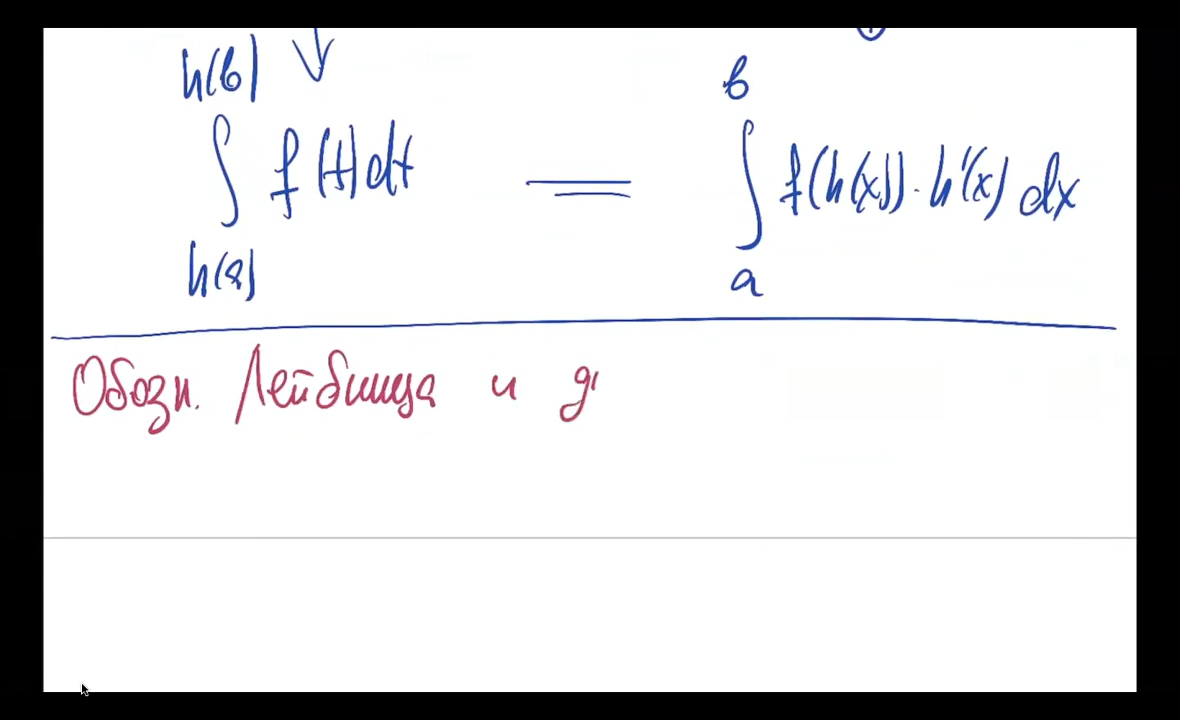 h(b)
∫ f(t)dt = ∫ f(h(x))·h'(x) dx
h(a)
b
a
Обозн. Лейбница и д